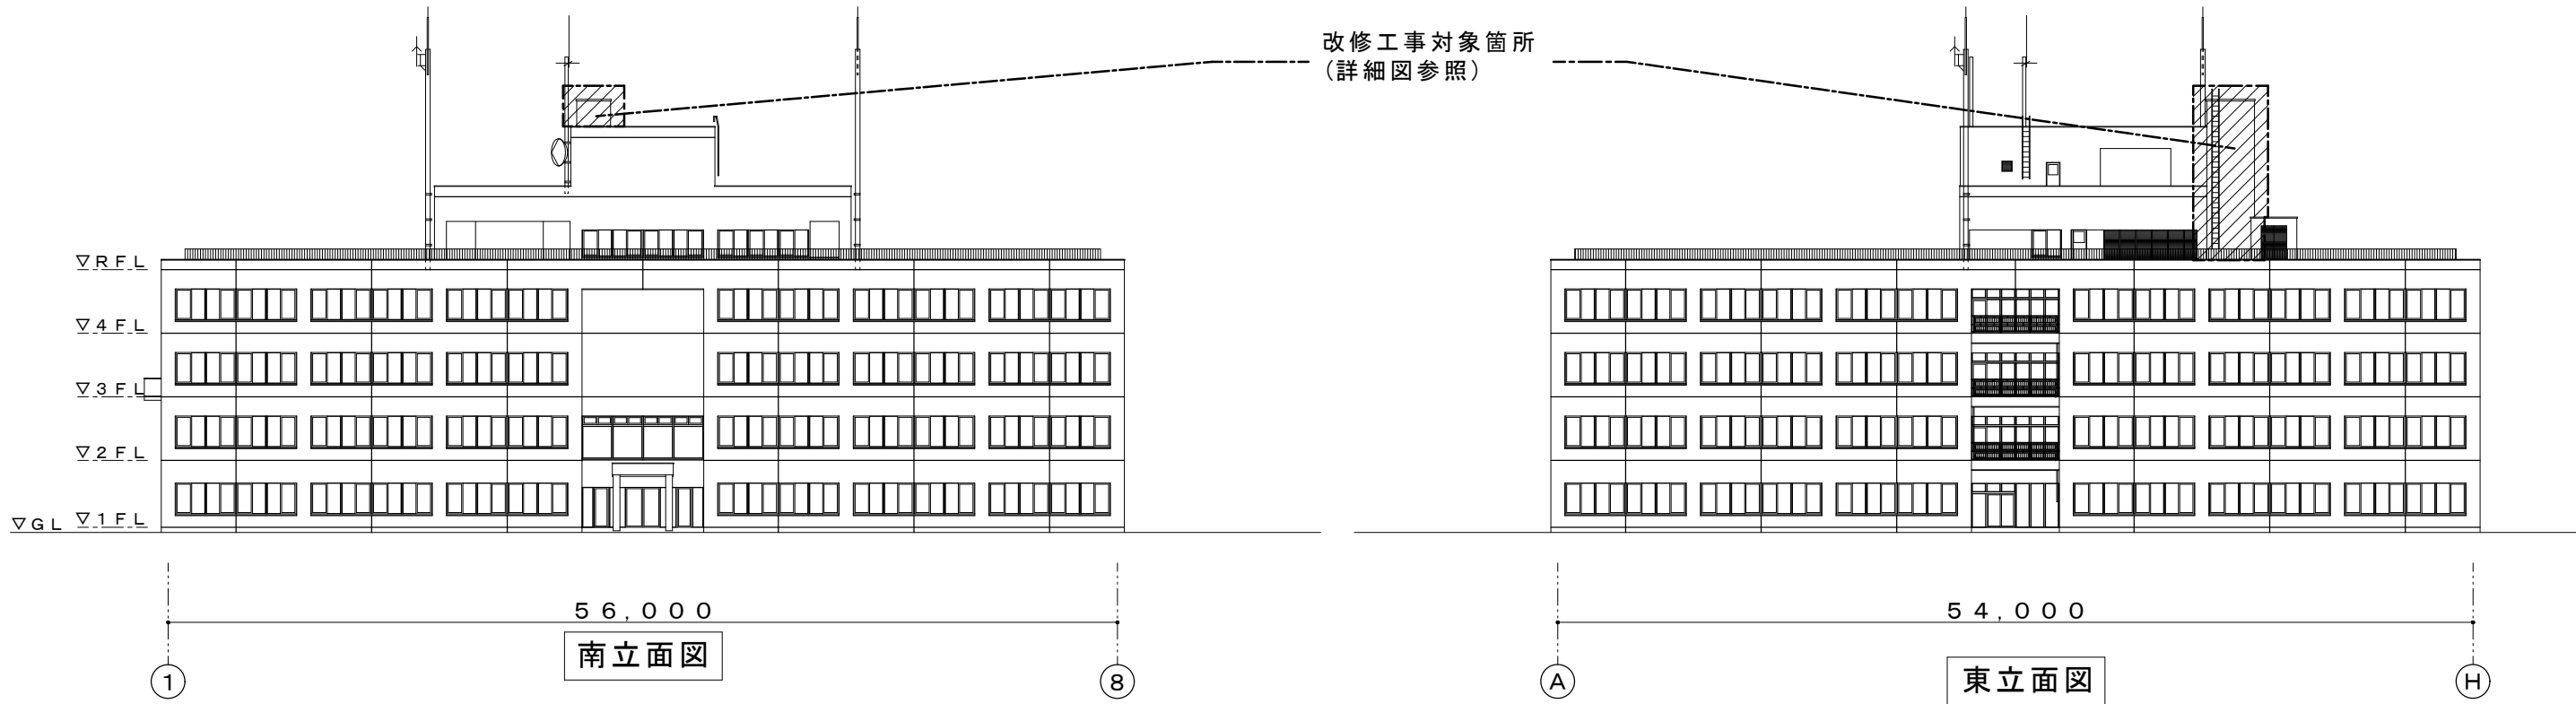 改修工事対象箇所
(詳細図参照)
▽RFL
▽4FL
▽3FL
▽2FL
▽1FL
▽GL
56,000
南立面図
1
8
54,000
東立面図
A
H